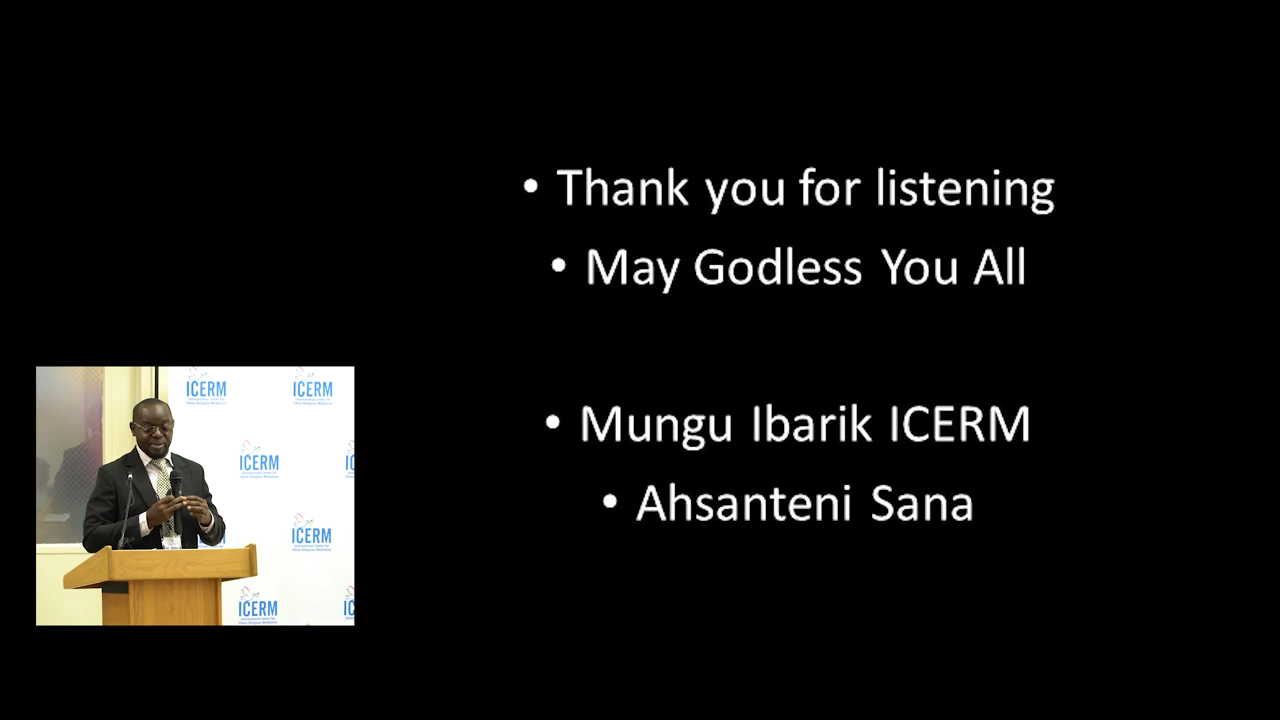 • Thank you for listening
• May Godless You All
• Mungu Ibarik ICERM
• Ahsanteni Sana
ICERM
ICERM
ICERM
ICERM
ICERM